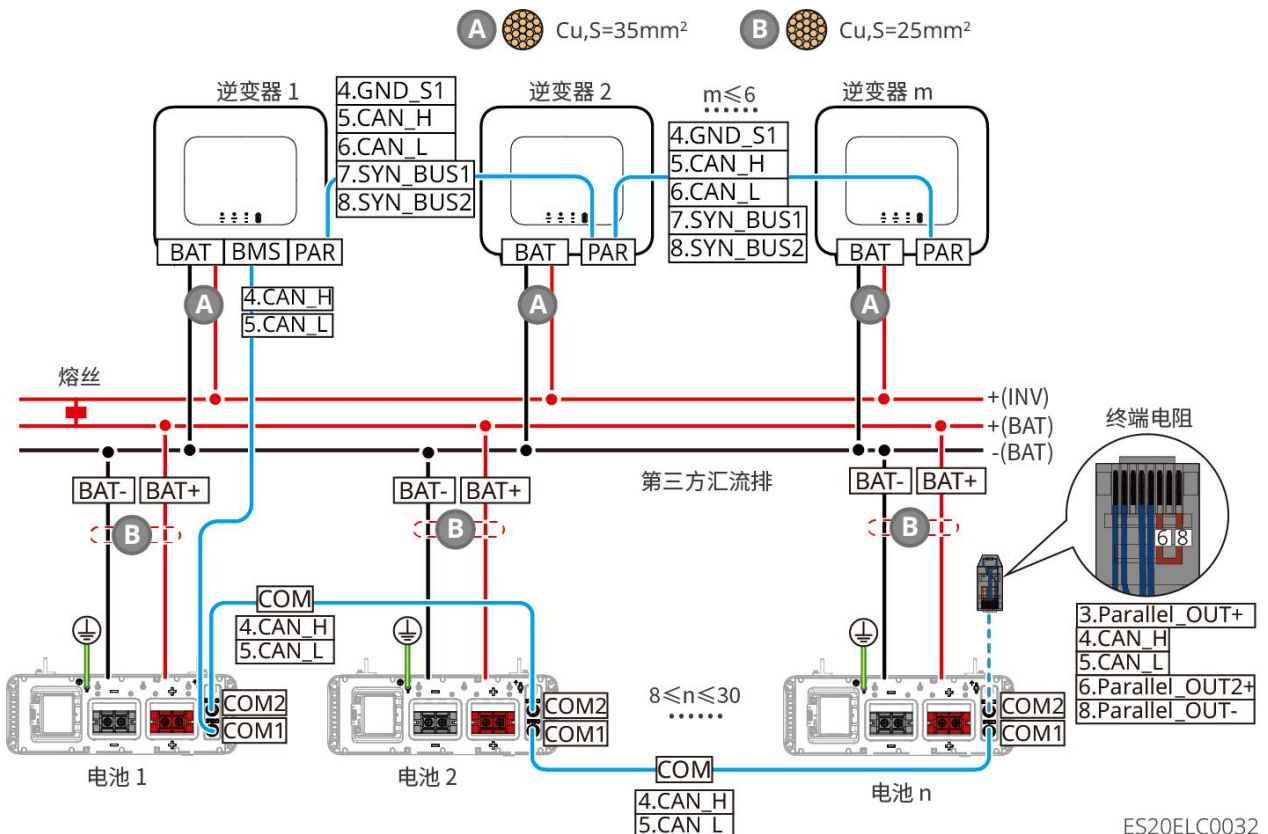 A Cu,S=35mm²
B Cu,S=25mm²
逆变器 1
4.GND_S1
5.CAN_H
6.CAN_L
7.SYN_BUS1
8.SYN_BUS2
逆变器 2
m≤6
4.GND_S1
5.CAN_H
6.CAN_L
7.SYN_BUS1
8.SYN_BUS2
逆变器 m
BAT
BMS
PAR
BAT
PAR
BAT
PAR
A
4.CAN_H
5.CAN_L
A
A
熔丝
+(INV)
+(BAT)
-(BAT)
第三方汇流排
BAT-
BAT+
B
BAT-
BAT+
B
BAT-
BAT+
B
终端电阻
6 8
3.Parallel_OUT+
4.CAN_H
5.CAN_L
6.Parallel_OUT2+
8.Parallel_OUT-
COM
4.CAN_H
5.CAN_L
COM2
COM1
COM2
COM1
8≤n≤30
COM2
COM1
电池 1
电池 2
COM
4.CAN_H
5.CAN_L
电池 n
ES20ELC0032